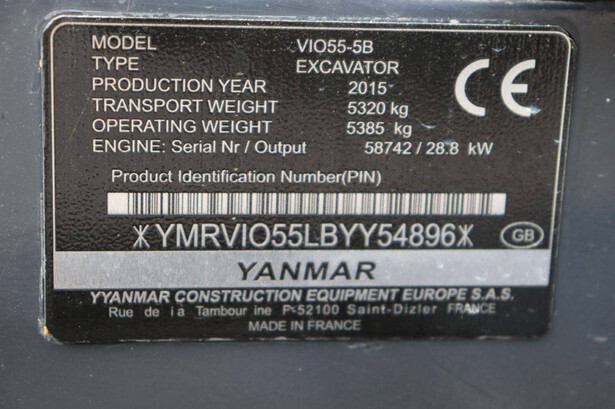 MODEL VIO55-5B
TYPE EXCAVATOR
PRODUCTION YEAR 2015
TRANSPORT WEIGHT 5320 kg
OPERATING WEIGHT 5385 kg
ENGINE: Serial Nr / Output 58742 / 28.8 kW
CE
Product Identification Number(PIN)
*YMRVIO55LBYY54896*
GB
YANMAR
YYANMAR CONSTRUCTION EQUIPMENT EUROPE S.A.S.
Rue de ia Tambour ine P-52100 Saint-Dizler FRANCE
MADE IN FRANCE